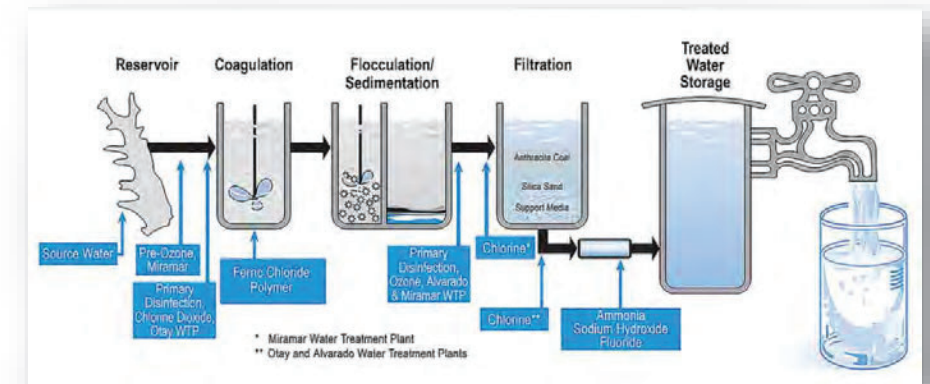 Reservoir
Coagulation
Flocculation/
Sedimentation
Filtration
Treated
Water
Storage
Anthracite Coal
Silica Sand
Support Media
Source Water
Pre-Ozone,
Miramar
Primary
Disinfection,
Chlorine Dioxide,
Otay WTP
Ferric Chloride
Polymer
Primary
Disinfection,
Ozone, Alvarado
& Miramar WTP
Chlorine*
Chlorine**
Ammonia
Sodium Hydroxide
Fluoride
* Miramar Water Treatment Plant
** Otay and Alvarado Water Treatment Plants